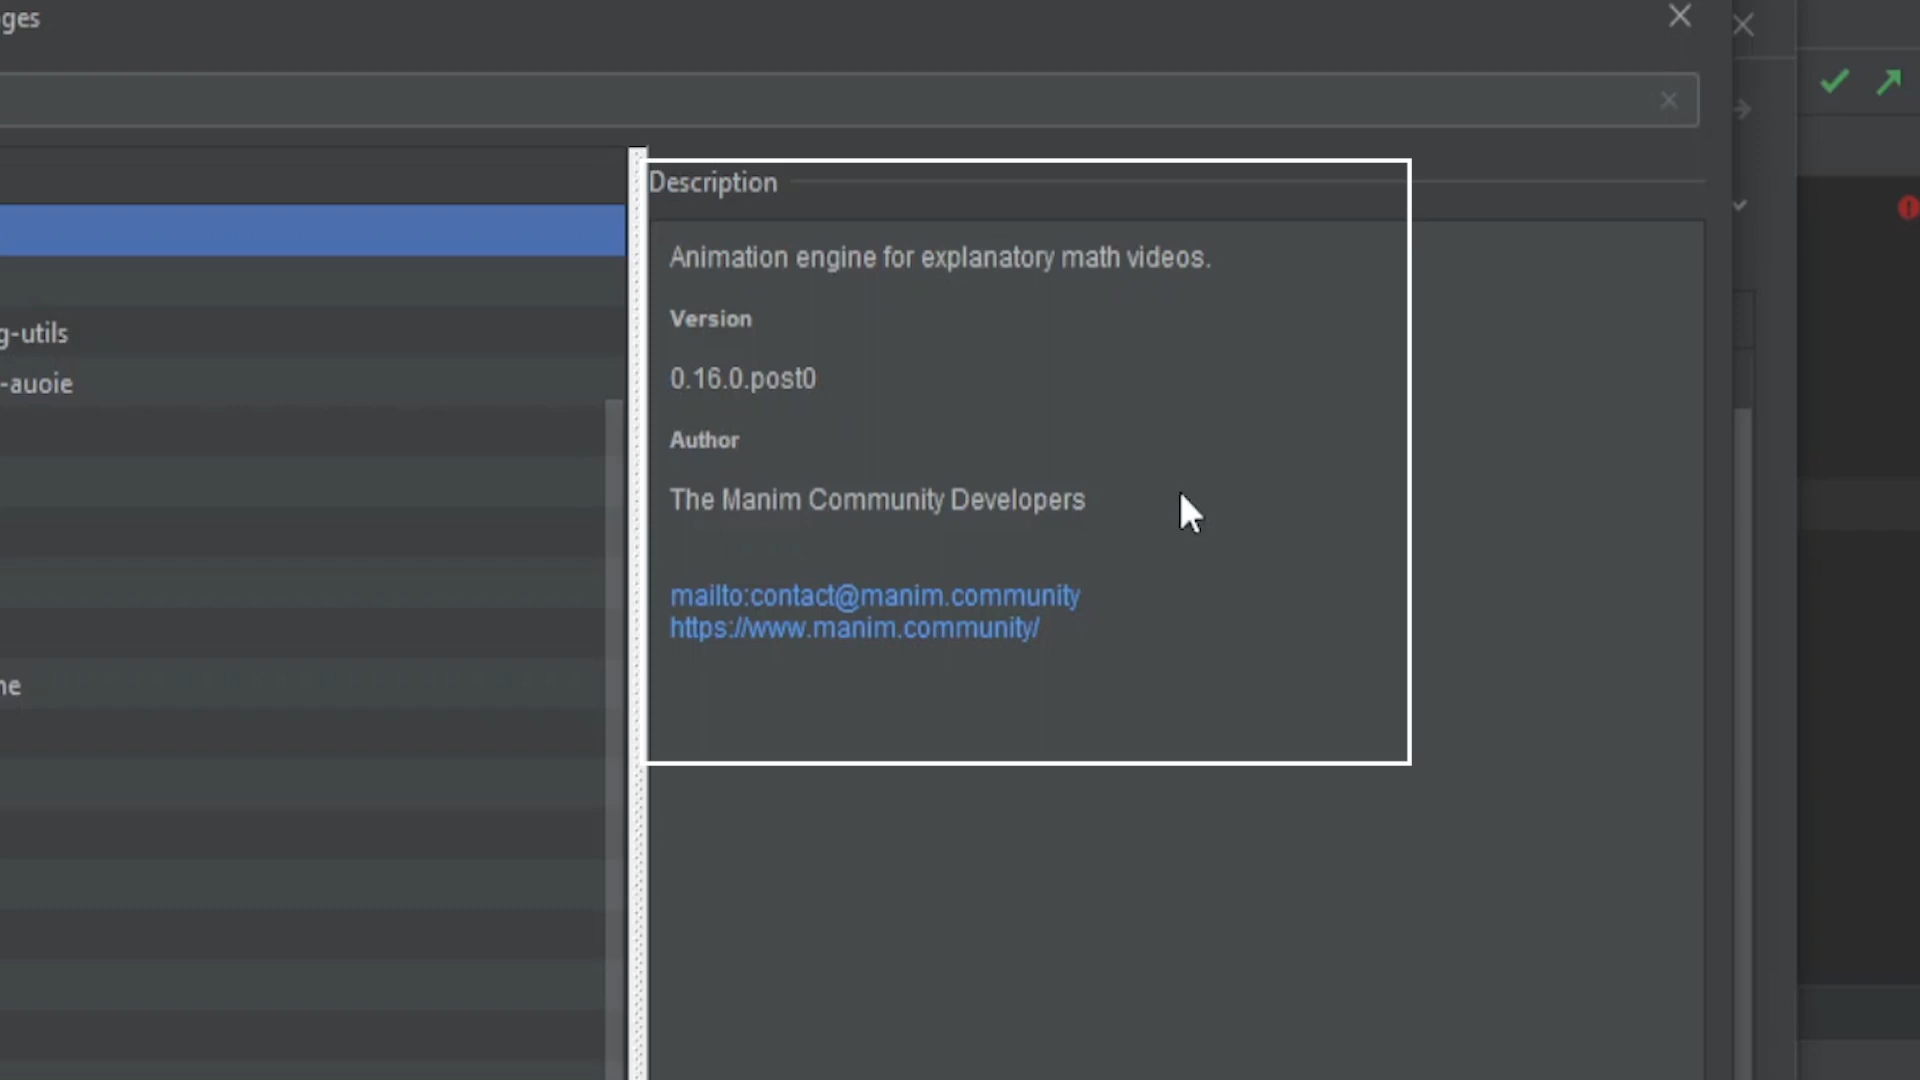 ges
Description
Animation engine for explanatory math videos.
Version
g-utils
0.16.0.post0
-auoie
Author
The Manim Community Developers
mailto:contact@manim.community
https://www.manim.community/
ne